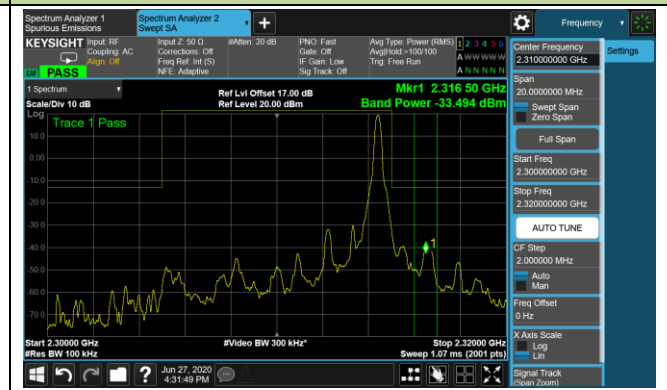 Spectrum Analyzer 1
Spurious Emissions
Spectrum Analyzer 2
Swept SA
Frequency
KEYSIGHT
Input: RF
Coupling: AC
Align: Off
Input Z: 50 Ω
Corrections: Off
Freq Ref: Int (S)
NFE: Adaptive
#Atten: 20 dB
PNO: Fast
Gate: Off
IF Gain: Low
Sig Track: Off
Avg Type: Power (RMS)
Avg|Hold:>100/100
Trig: Free Run
1 2 3 4 5 6
A W W W W W
A N N N N N
PASS
1 Spectrum
Scale/Div 10 dB
Ref Lvl Offset 17.00 dB
Ref Level 20.00 dBm
Mkr1 2.316 50 GHz
Band Power -33.494 dBm
Log
Trace 1 Pass
10.0
0.00
-10.0
-20.0
-30.0
-40.0
-50.0
-60.0
-70.0
1
Start 2.30000 GHz
#Res BW 100 kHz
#Video BW 300 kHz*
Stop 2.32000 GHz
Sweep 1.07 ms (2001 pts)
Jun 27, 2020
4:31:49 PM
?
Center Frequency
2.310000000 GHz
Settings
Span
20.0000000 MHz
Swept Span
Zero Span
Full Span
Start Freq
2.300000000 GHz
Stop Freq
2.320000000 GHz
AUTO TUNE
CF Step
2.000000 MHz
Auto
Man
Freq Offset
0 Hz
X Axis Scale
Log
Lin
Signal Track
(Span Zoom)